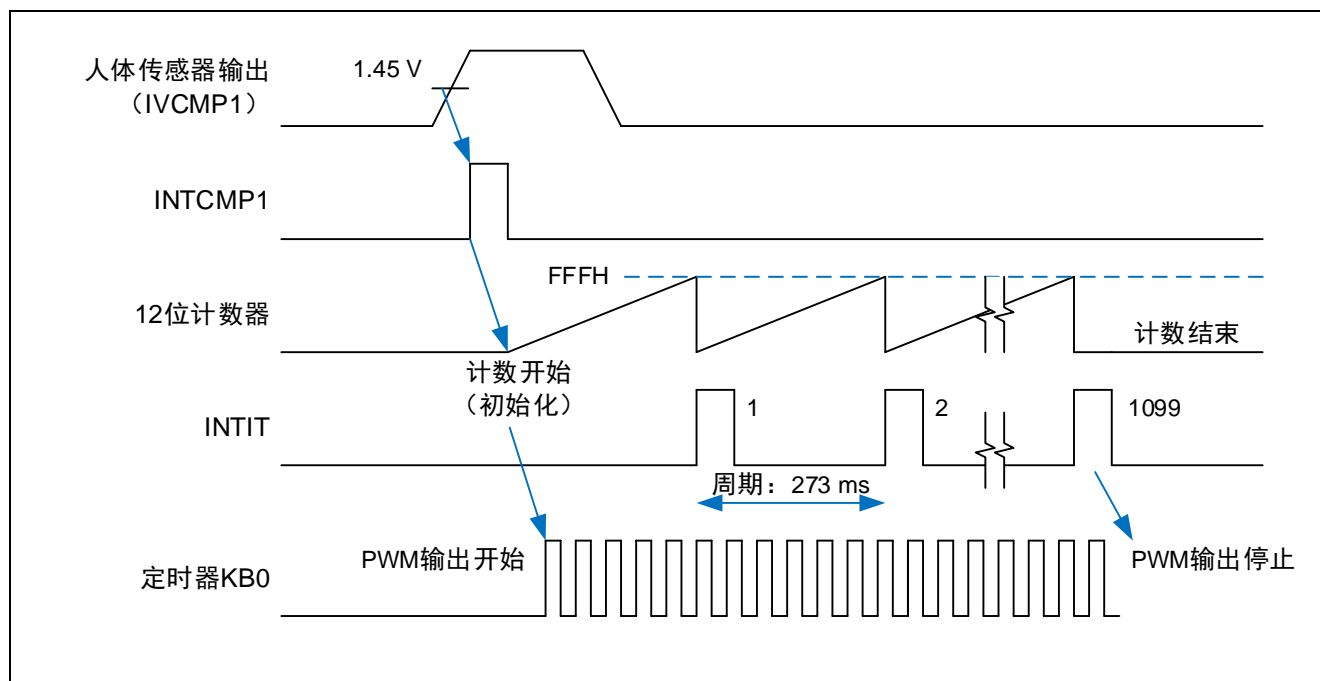 人体传感器输出
（IVCMP1）
1.45 V
INTCMP1
FFFH
12位计数器
计数结束
计数开始
（初始化）
INTIT
1
2
1099
周期：273 ms
PWM输出开始
PWM输出停止
定时器KB0